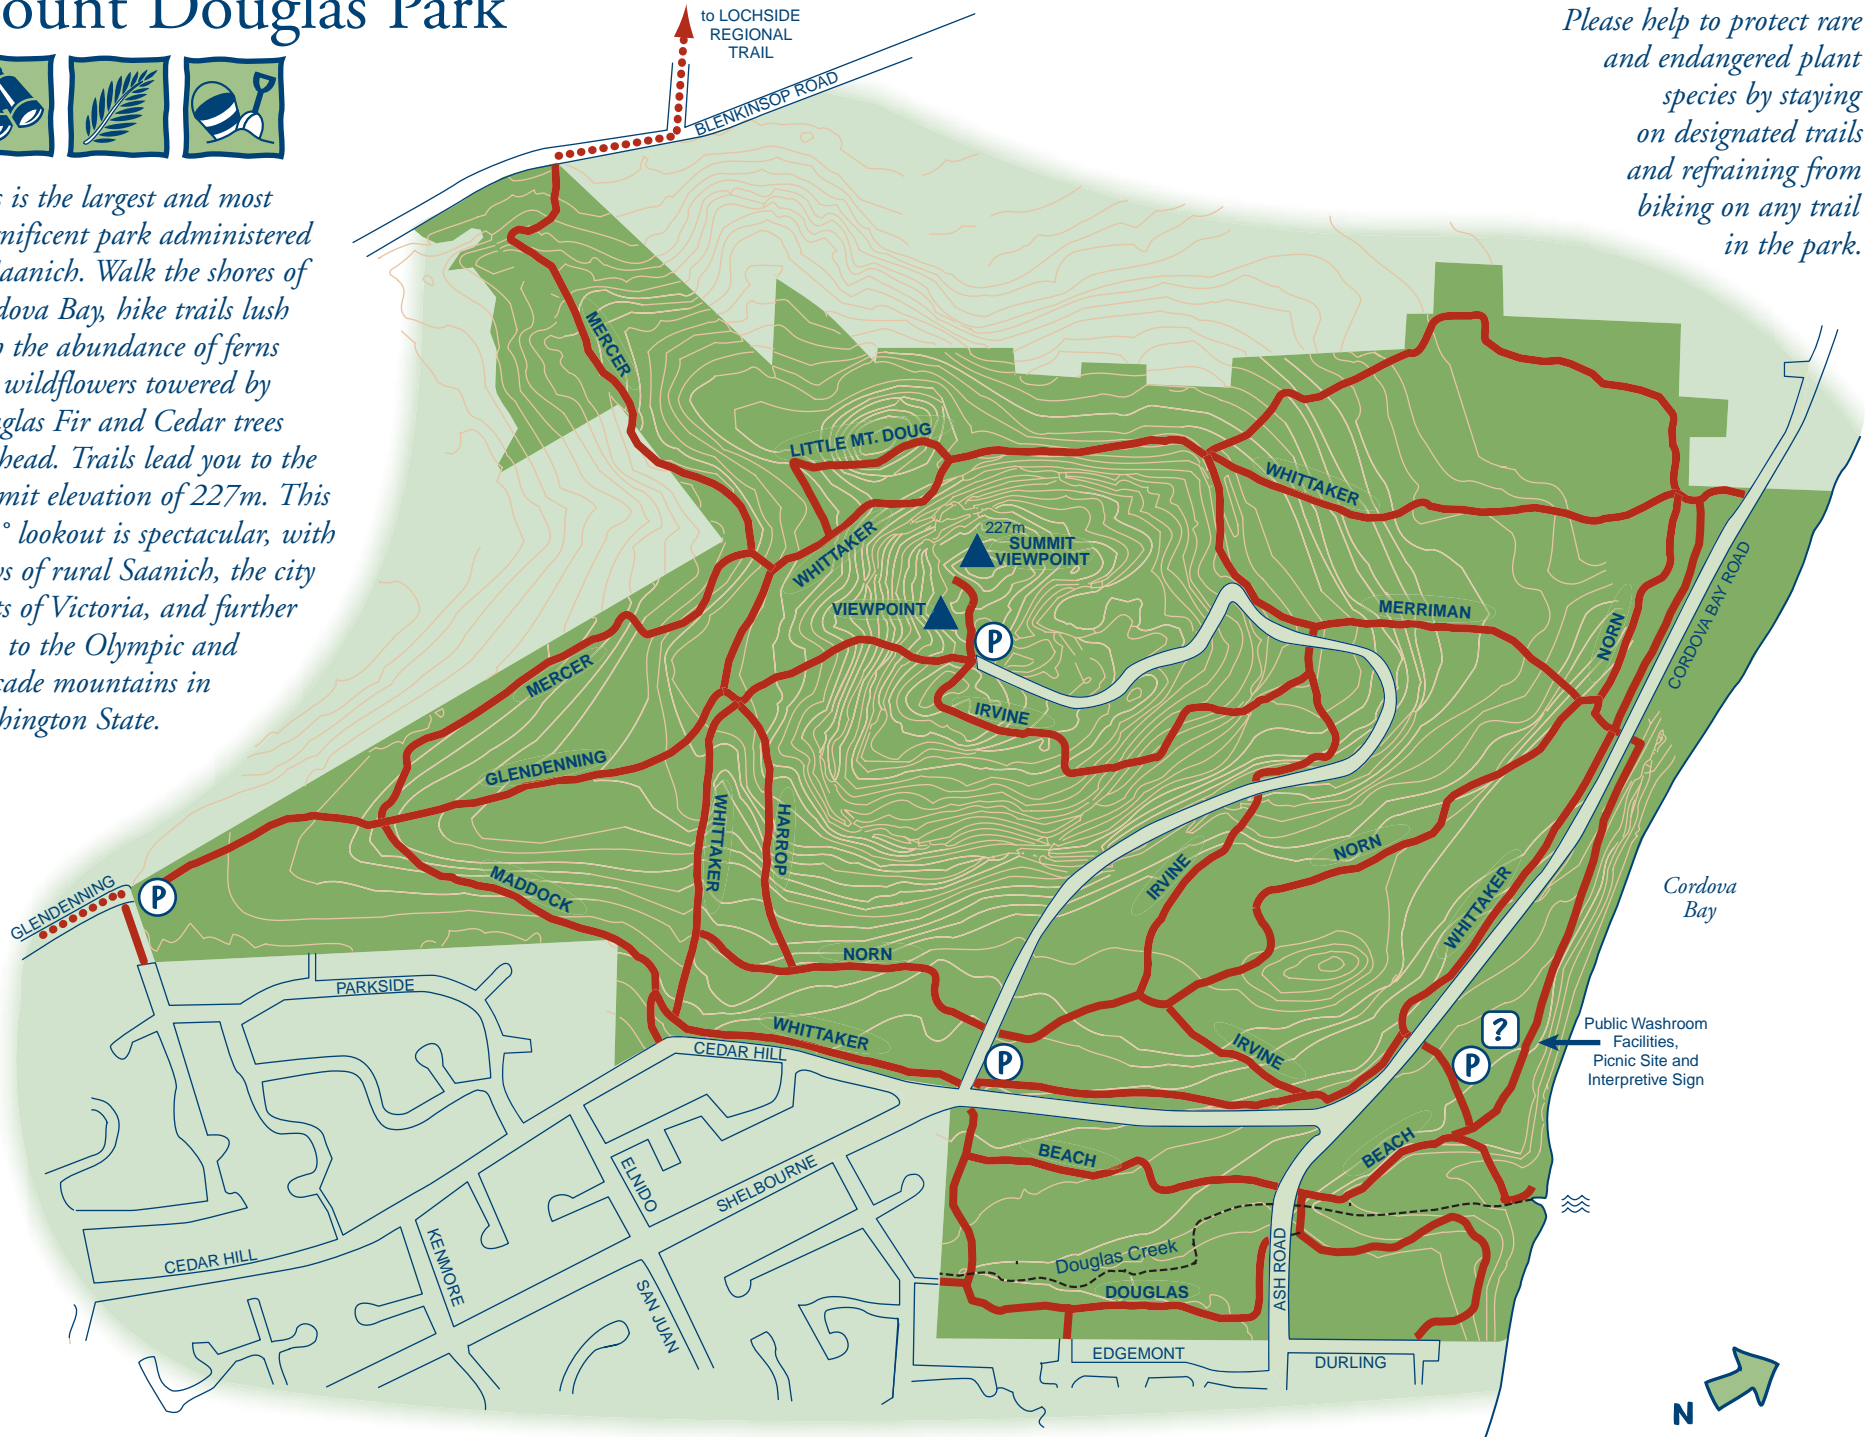 ount Douglas Park
s is the largest and most
nificent park administered
aanich. Walk the shores of
dova Bay, hike trails lush
the abundance of ferns
wildflowers towered by
glas Fir and Cedar trees
head. Trails lead you to the
mit elevation of 227m. This
° lookout is spectacular, with
s of rural Saanich, the city
ts of Victoria, and further
to the Olympic and
cade mountains in
hington State.
to LOCHSIDE
REGIONAL
TRAIL
BLENKINSOP ROAD
Please help to protect rare
and endangered plant
species by staying
on designated trails
and refraining from
biking on any trail
in the park.
MERCER
LITTLE MT. DOUG
WHITTAKER
WHITTAKER
227m
SUMMIT
VIEWPOINT
VIEWPOINT
P
MERRIMAN
NORN
CORDOVA BAY ROAD
MERCER
IRVINE
GLENDENNING
WHITTAKER
HARROP
NORN
IRVINE
MADDOCK
GLENDENNING
P
WHITTAKER
Cordova
Bay
NORN
PARKSIDE
WHITTAKER
CEDAR HILL
P
IRVINE
?
P
Public Washroom
Facilities,
Picnic Site and
Interpretive Sign
BEACH
BEACH
ELNIDO
SHELBOURNE
CEDAR HILL
KENMORE
SAN JUAN
Douglas Creek
DOUGLAS
ASH ROAD
EDGEMONT
DURLING
N